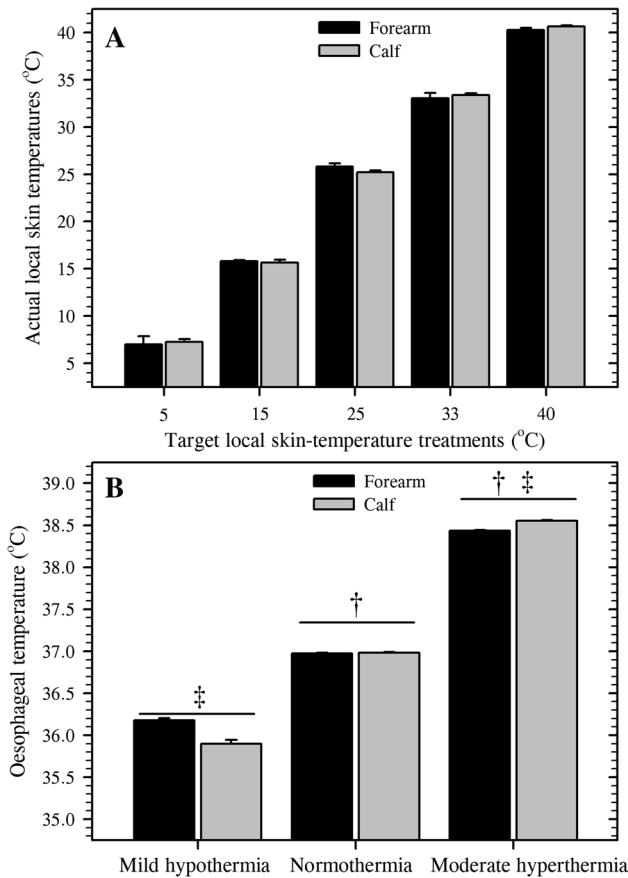 A
Forearm
Calf
Actual local skin temperatures (°C)
40
35
30
25
20
15
10
5
5 15 25 33 40
Target local skin-temperature treatments (°C)
B
Forearm
Calf
† ‡
†
‡
Oesophageal temperature (°C)
39.0
38.5
38.0
37.5
37.0
36.5
36.0
35.5
35.0
Mild hypothermia Normothermia Moderate hyperthermia